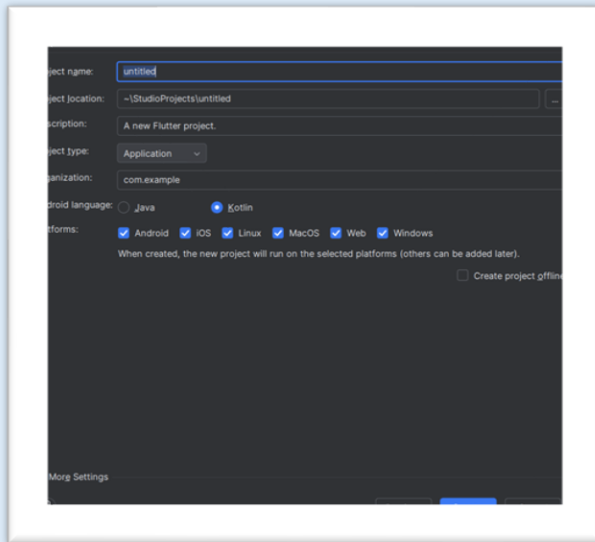 ject name: untitled
ject location: ~\StudioProjects\untitled ...
scription: A new Flutter project.
ject type: Application
ganization: com.example
droid language: Java Kotlin
tforms: Android iOS Linux MacOS Web Windows
When created, the new project will run on the selected platforms (others can be added later).
Create project offline
More Settings